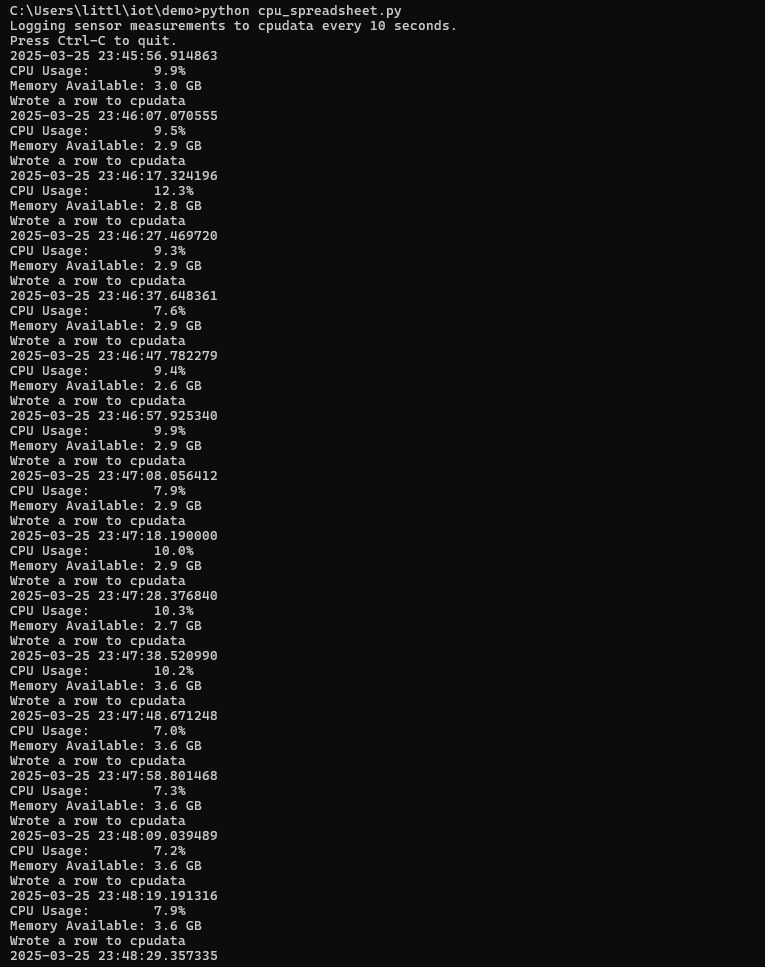 C:\Users\littl\iot\demo>python cpu_spreadsheet.py
Logging sensor measurements to cpudata every 10 seconds.
Press Ctrl-C to quit.
2025-03-25 23:45:56.914863
CPU Usage:        9.9%
Memory Available: 3.0 GB
Wrote a row to cpudata
2025-03-25 23:46:07.070555
CPU Usage:        9.5%
Memory Available: 2.9 GB
Wrote a row to cpudata
2025-03-25 23:46:17.324196
CPU Usage:        12.3%
Memory Available: 2.8 GB
Wrote a row to cpudata
2025-03-25 23:46:27.469720
CPU Usage:        9.3%
Memory Available: 2.9 GB
Wrote a row to cpudata
2025-03-25 23:46:37.648361
CPU Usage:        7.6%
Memory Available: 2.9 GB
Wrote a row to cpudata
2025-03-25 23:46:47.782279
CPU Usage:        9.4%
Memory Available: 2.6 GB
Wrote a row to cpudata
2025-03-25 23:46:57.925340
CPU Usage:        9.9%
Memory Available: 2.9 GB
Wrote a row to cpudata
2025-03-25 23:47:08.056412
CPU Usage:        7.9%
Memory Available: 2.9 GB
Wrote a row to cpudata
2025-03-25 23:47:18.190000
CPU Usage:        10.0%
Memory Available: 2.9 GB
Wrote a row to cpudata
2025-03-25 23:47:28.376840
CPU Usage:        10.3%
Memory Available: 2.7 GB
Wrote a row to cpudata
2025-03-25 23:47:38.520990
CPU Usage:        10.2%
Memory Available: 3.6 GB
Wrote a row to cpudata
2025-03-25 23:47:48.671248
CPU Usage:        7.0%
Memory Available: 3.6 GB
Wrote a row to cpudata
2025-03-25 23:47:58.801468
CPU Usage:        7.3%
Memory Available: 3.6 GB
Wrote a row to cpudata
2025-03-25 23:48:09.039489
CPU Usage:        7.2%
Memory Available: 3.6 GB
Wrote a row to cpudata
2025-03-25 23:48:19.191316
CPU Usage:        7.9%
Memory Available: 3.6 GB
Wrote a row to cpudata
2025-03-25 23:48:29.357335